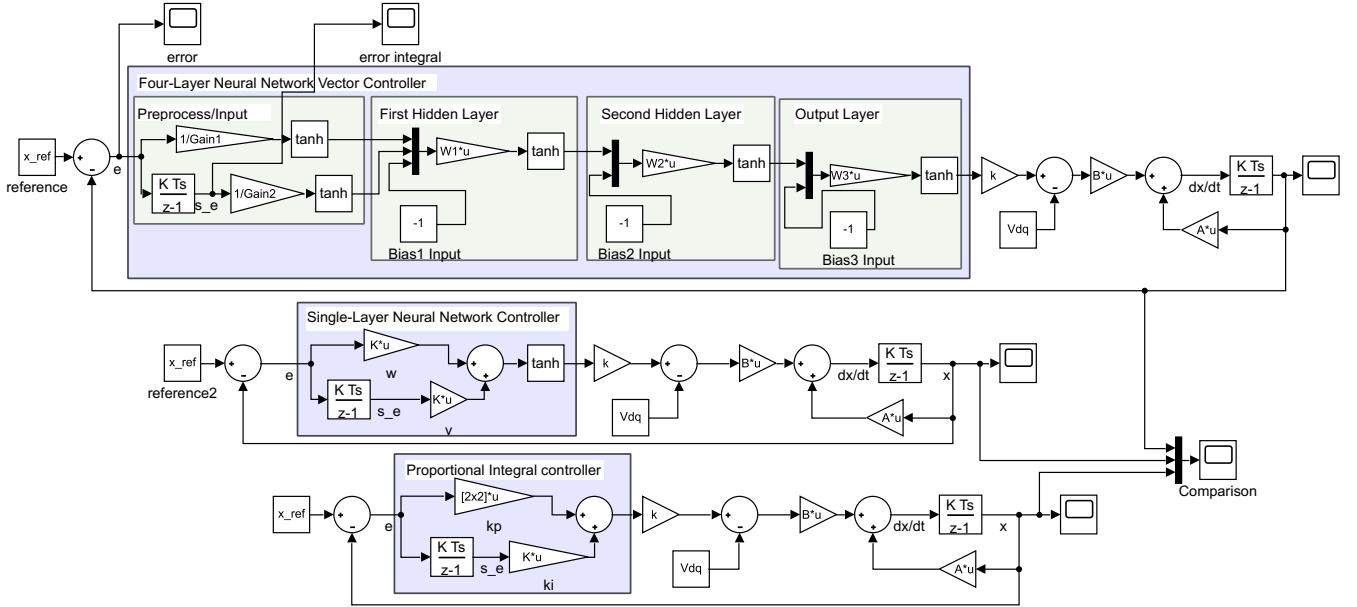 error
error integral
Four-Layer Neural Network Vector Controller
Preprocess/Input
First Hidden Layer
Second Hidden Layer
Output Layer
1/Gain1
tanh
W1*u
tanh
W2*u
tanh
W3*u
tanh
x_ref
reference
+
-
e
K Ts
z-1
s_e
1/Gain2
tanh
-1
Bias1 Input
-1
Bias2 Input
-1
Bias3 Input
k
+
-
Vdq
B*u
+
+
dx/dt
K Ts
z-1
A*u
Single-Layer Neural Network Controller
x_ref
reference2
+
-
e
K*u
w
K Ts
z-1
s_e
K*u
v
+
+
tanh
k
+
-
Vdq
B*u
+
+
dx/dt
K Ts
z-1
x
A*u
Comparison
Proportional Integral controller
x_ref
+
-
e
[2x2]*u
kp
K Ts
z-1
s_e
K*u
ki
+
+
k
+
-
Vdq
B*u
+
+
dx/dt
K Ts
z-1
x
A*u